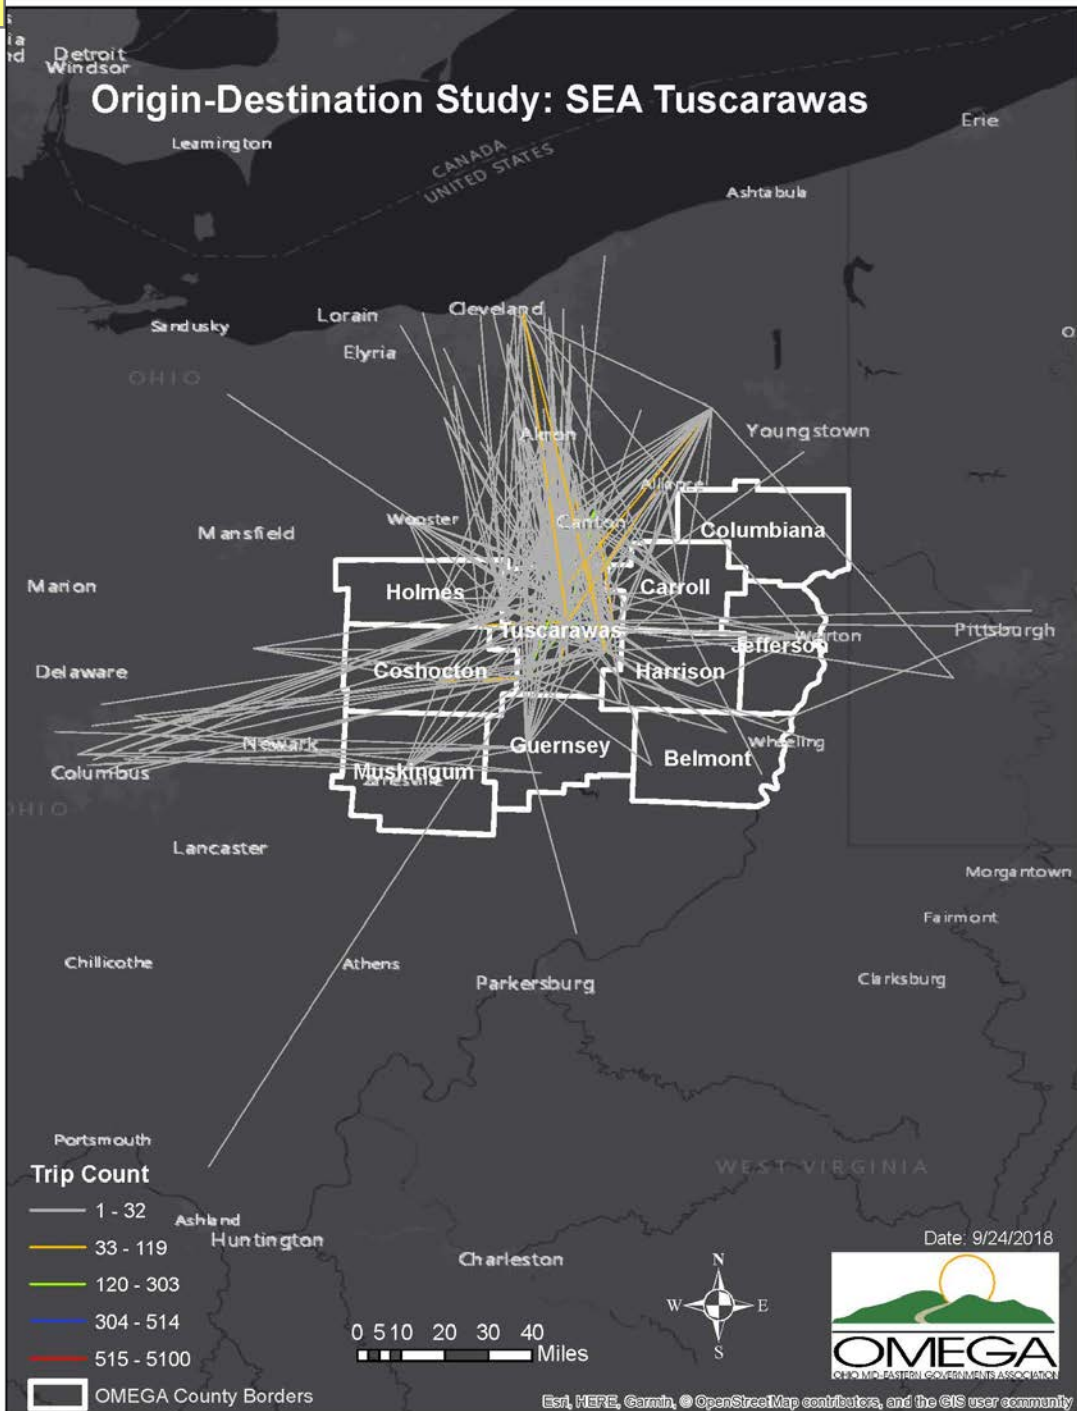 Detroit
Windsor
Origin-Destination Study: SEA Tuscarawas
Leamington
Erie
CANADA
UNITED STATES
Ashtabula
Cleveland
Lorain
Sandusky
Elyria
OHIO
Akron
Youngstown
Alliance
Wooster
Canton
Mansfield
Columbiana
Marion
Holmes
Carroll
Tuscarawas
Weirton
Pittsburgh
Jefferson
Delaware
Coshocton
Harrison
Newark
Guernsey
Wheeling
Belmont
Columbus
Muskingum
Zanesville
OHIO
Lancaster
Morgantown
Fairmont
Chillicothe
Athens
Clarksburg
Parkersburg
Portsmouth
WEST VIRGINIA
Trip Count
1 - 32
Ashland
Huntington
33 - 119
Charleston
Date: 9/24/2018
120 - 303
304 - 514
515 - 5100
OMEGA County Borders
0 5 10 20 30 40
Miles
N
W E
S
OMEGA
OHIO MID-EASTERN GOVERNMENTS ASSOCIATION
Esri, HERE, Garmin, © OpenStreetMap contributors, and the GIS user community